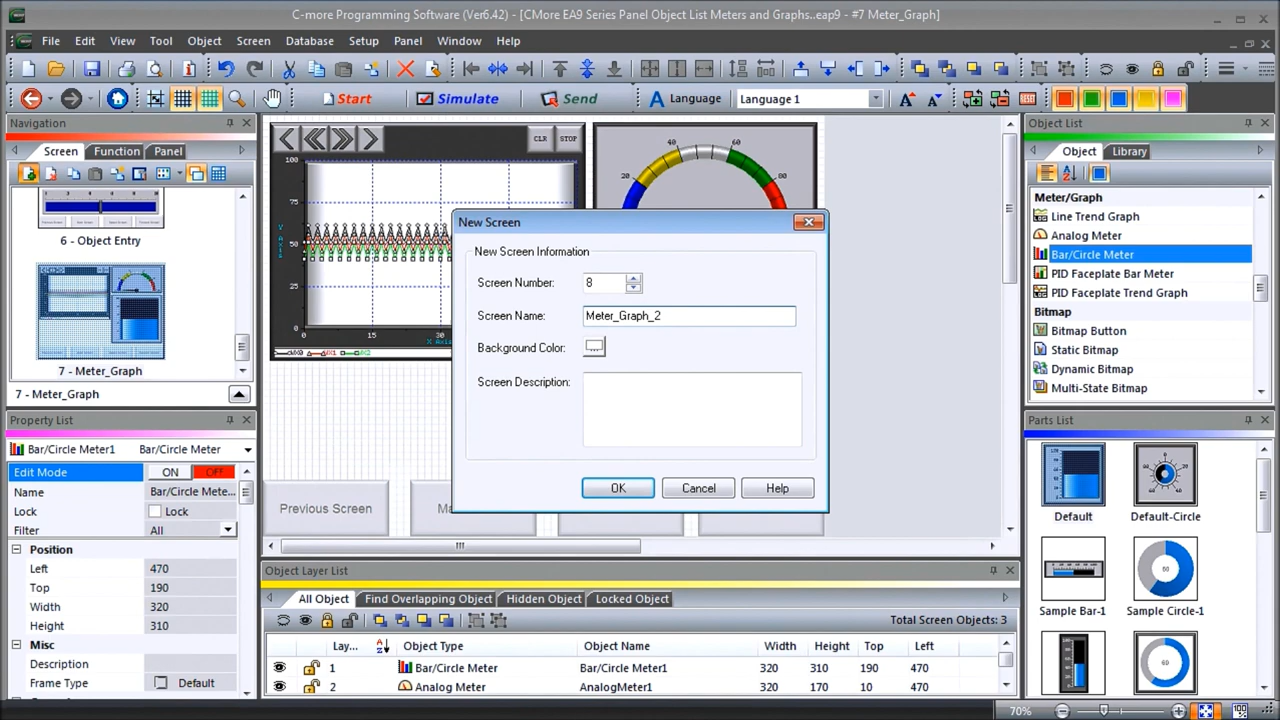 C-more Programming Software (Ver6.42) - [CMore EA9 Series Panel Object List Meters and Graphs..eap9 - #7 Meter_Graph]
File Edit View Tool Object Screen Database Setup Panel Window Help
Start Simulate Send Language Language 1
Navigation
Screen Function Panel
6 - Object Entry
7 - Meter_Graph
7 - Meter_Graph
Property List
Bar/Circle Meter1 Bar/Circle Meter
Edit Mode ON OFF
Name Bar/Circle Mete...
Lock Lock
Filter All
Position
Left 470
Top 190
Width 320
Height 310
Misc
Description
Frame Type Default
CLR STOP
100
75
50
25
0
0 15 30
Y Axis
X Axis
20 40 60 80
Previous Screen
New Screen
New Screen Information
Screen Number: 8
Screen Name: Meter_Graph_2
Background Color:
Screen Description:
OK Cancel Help
Object Layer List
All Object Find Overlapping Object Hidden Object Locked Object
Total Screen Objects: 3
Lay... Object Type Object Name Width Height Top Left
1 Bar/Circle Meter Bar/Circle Meter1 320 310 190 470
2 Analog Meter AnalogMeter1 320 170 10 470
Object List
Object Library
Meter/Graph
Line Trend Graph
Analog Meter
Bar/Circle Meter
PID Faceplate Bar Meter
PID Faceplate Trend Graph
Bitmap
Bitmap Button
Static Bitmap
Dynamic Bitmap
Multi-State Bitmap
Parts List
Default Default-Circle
Sample Bar-1 Sample Circle-1
70%